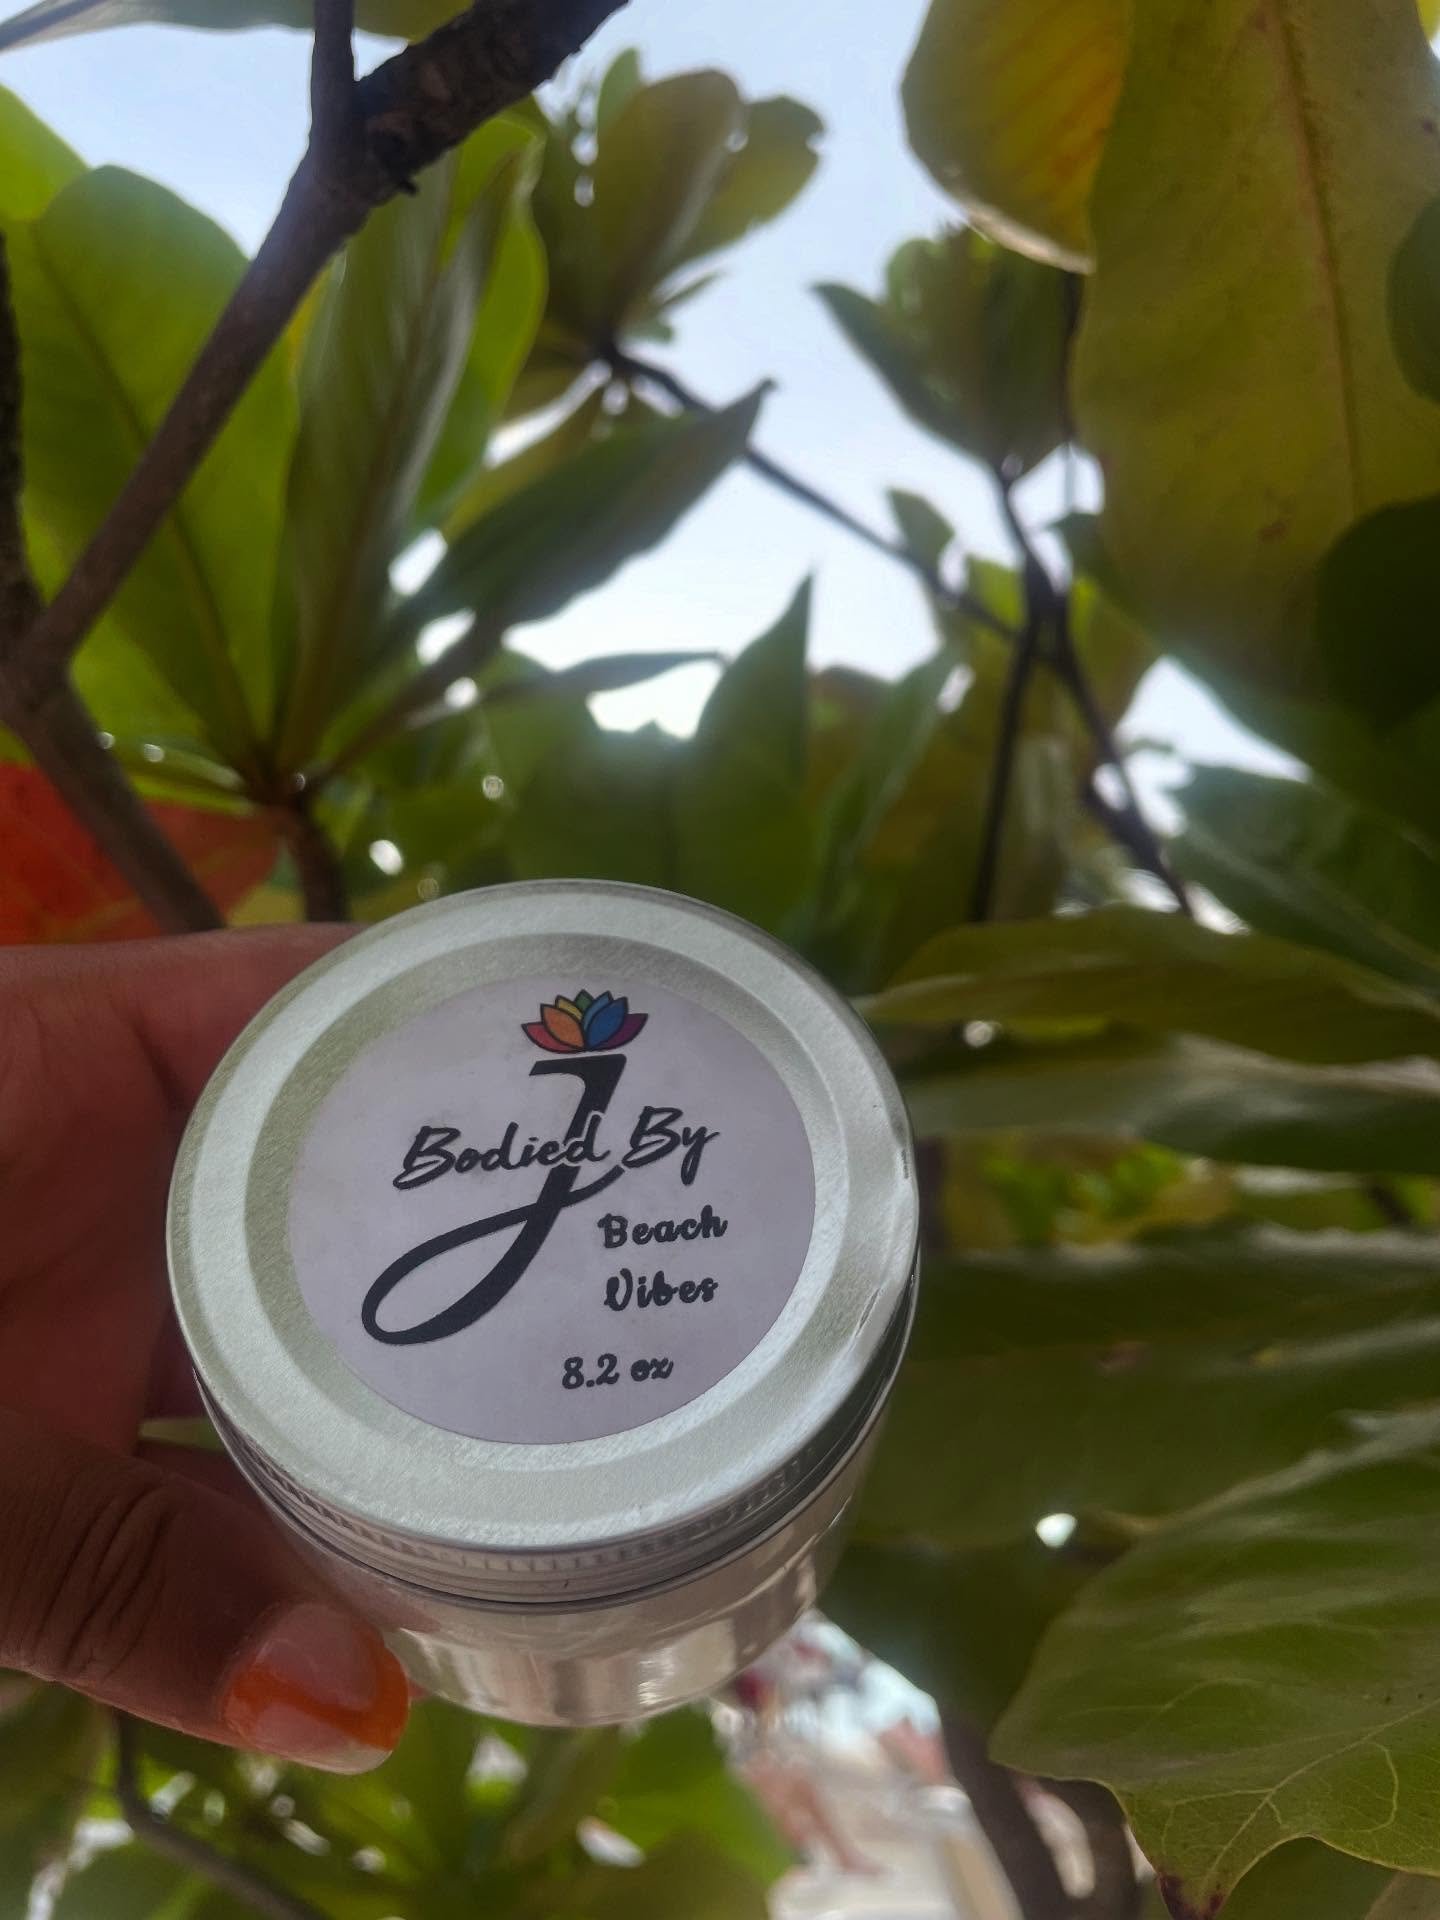 J
Bodied By
Beach
Vibes
8.2 oz